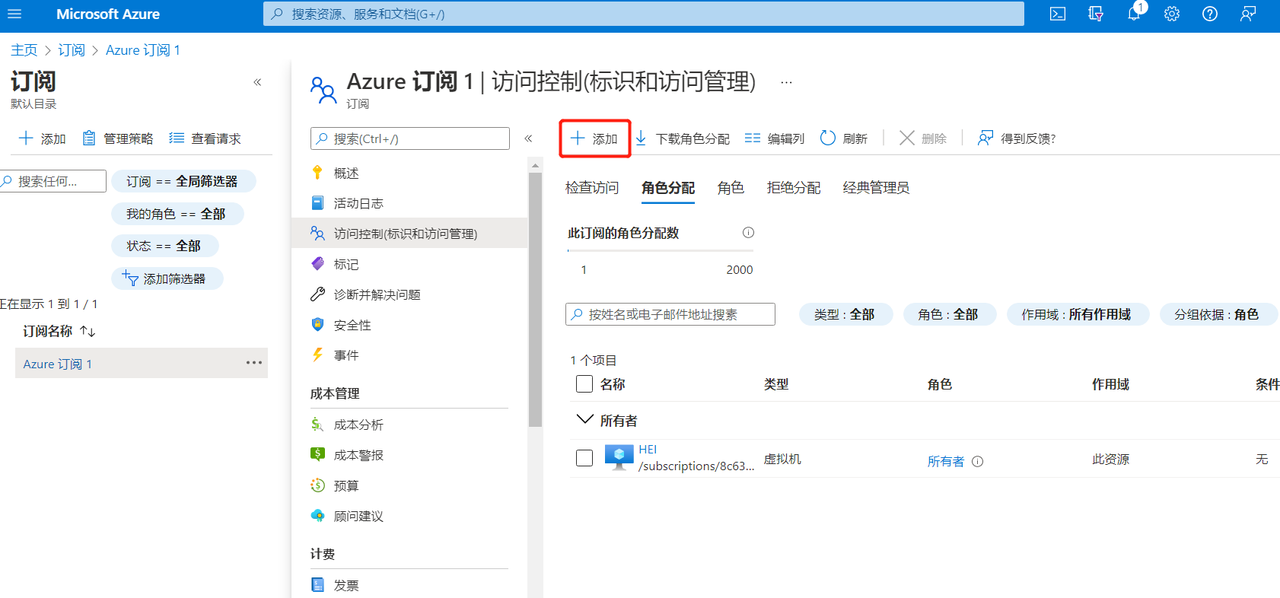 Microsoft Azure
搜索资源、服务和文档(G+/)
1
主页 > 订阅 > Azure 订阅 1
订阅
默认目录
添加 管理策略 查看请求
搜索任何...
订阅 == 全局筛选器
我的角色 == 全部
状态 == 全部
添加筛选器
正在显示 1 到 1 / 1
订阅名称
Azure 订阅 1
Azure 订阅 1 | 访问控制(标识和访问管理)
订阅
搜索(Ctrl+/)
概述
活动日志
访问控制(标识和访问管理)
标记
诊断并解决问题
安全性
事件
成本管理
成本分析
成本警报
预算
顾问建议
计费
发票
添加 下载角色分配 编辑列 刷新 删除 得到反馈?
检查访问 角色分配 角色 拒绝分配 经典管理员
此订阅的角色分配数
1 2000
按姓名或电子邮件地址搜索
类型 : 全部 角色 : 全部 作用域 : 所有作用域 分组依据 : 角色
1 个项目
名称 类型 角色 作用域 条件
所有者
HEI
/subscriptions/8c63... 虚拟机 所有者 此资源 无